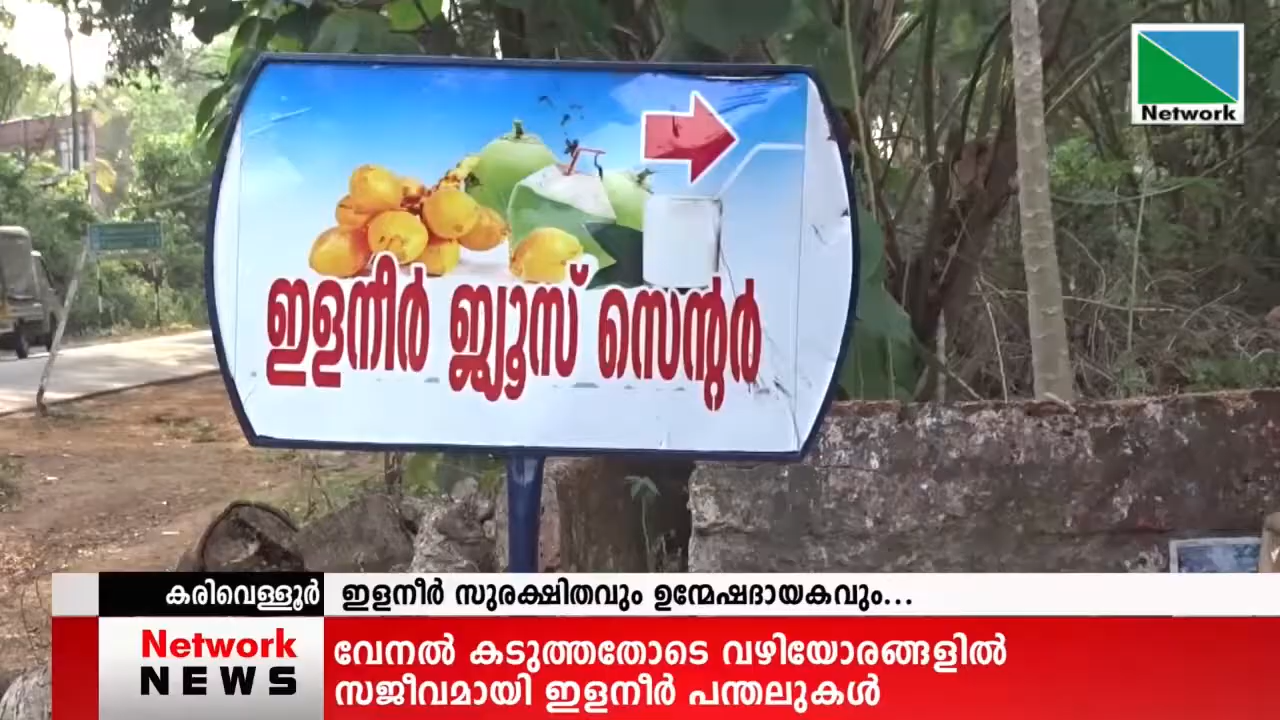 Network
ഇളനീർ ജ്യൂസ് സെന്റർ
കരിവെള്ളൂർ
ഇളനീർ സുരക്ഷിതവും ഉന്മേഷദായകവും...
Network
NEWS
വേനൽ കടുത്തതോടെ വഴിയോരങ്ങളിൽ
സജീവമായി ഇളനീർ പന്തലുകൾ